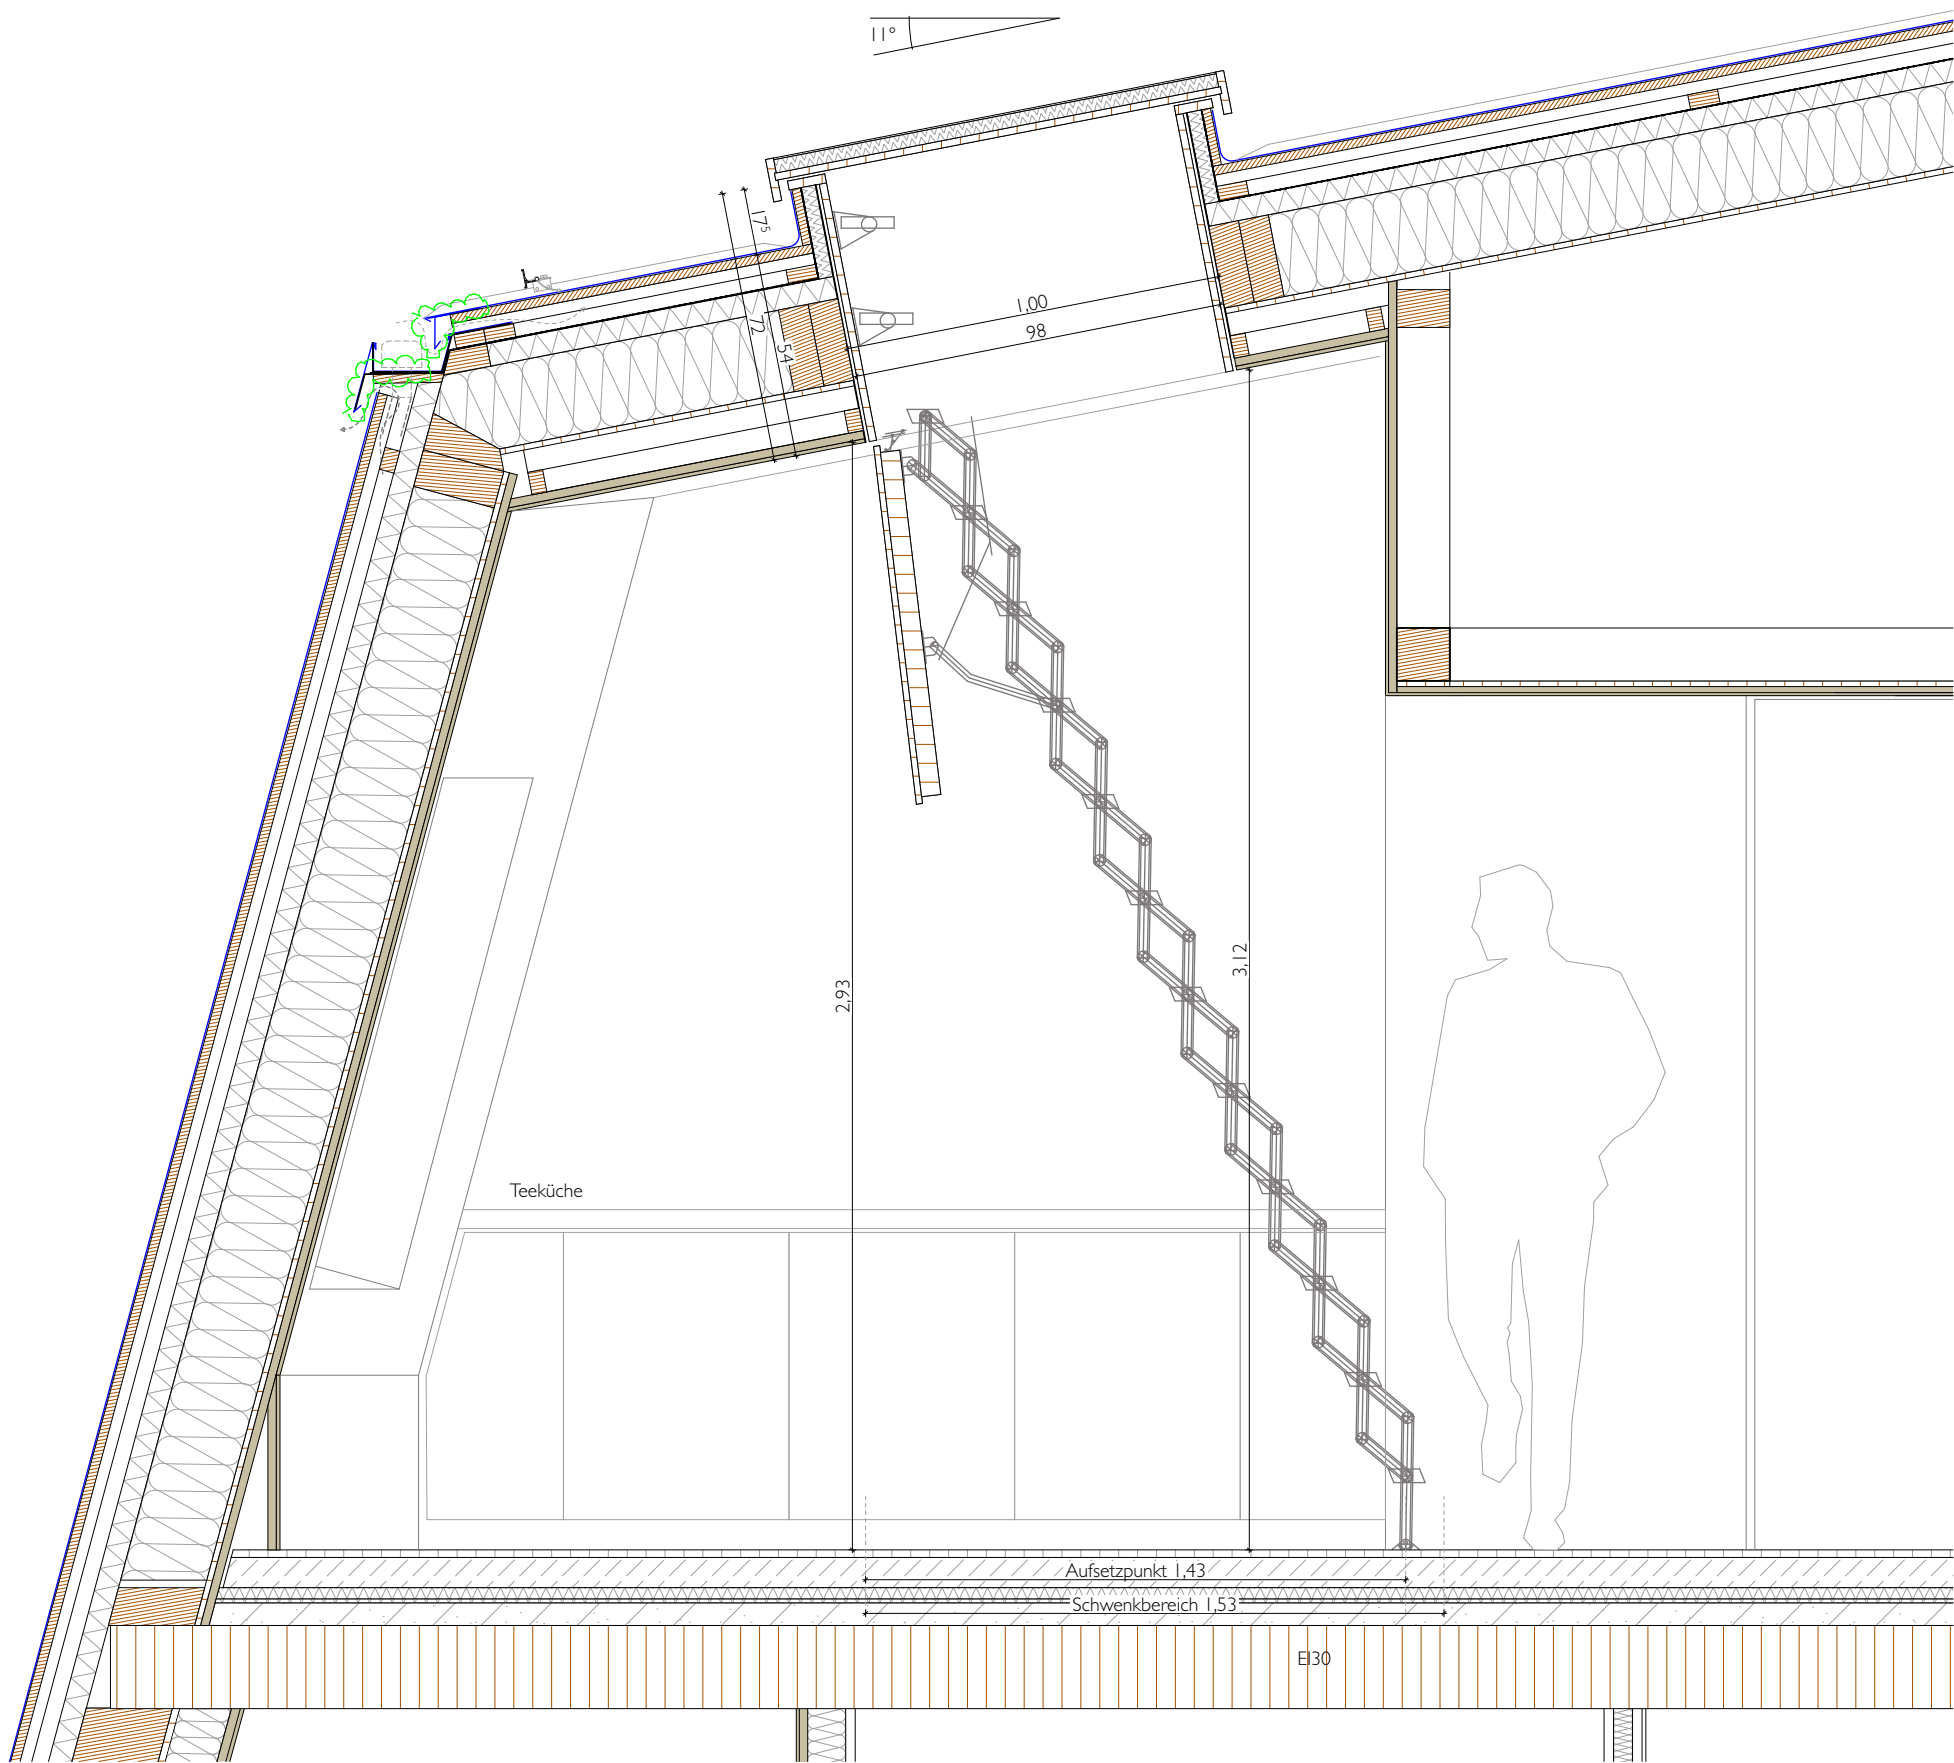 11°
17⁵
72
54
1,00
98
2,93
3,12
Teeküche
Aufsetzpunkt 1,43
Schwenkbereich 1,53
EI30